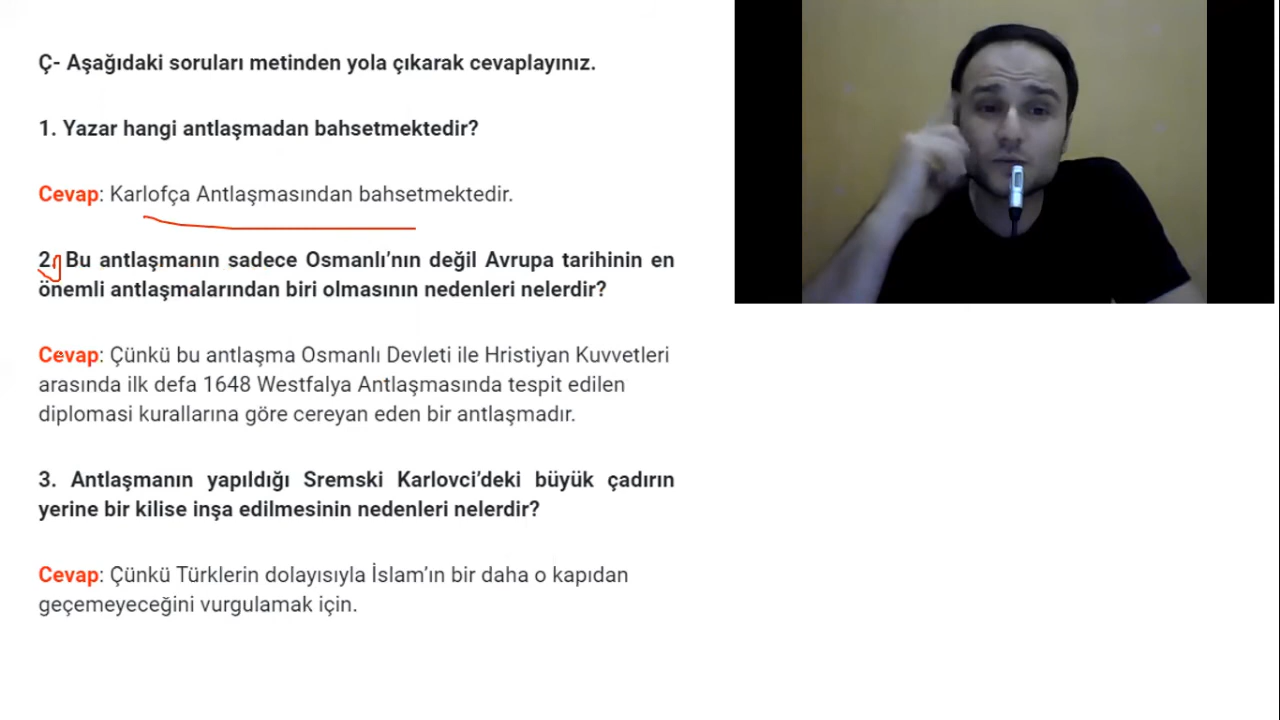 Ç- Aşağıdaki soruları metinden yola çıkarak cevaplayınız.
1. Yazar hangi antlaşmadan bahsetmektedir?
Cevap: Karlofça Antlaşmasından bahsetmektedir.
2. Bu antlaşmanın sadece Osmanlı’nın değil Avrupa tarihinin en
önemli antlaşmalarından biri olmasının nedenleri nelerdir?
Cevap: Çünkü bu antlaşma Osmanlı Devleti ile Hristiyan Kuvvetleri
arasında ilk defa 1648 Westfalya Antlaşmasında tespit edilen
diplomasi kurallarına göre cereyan eden bir antlaşmadır.
3. Antlaşmanın yapıldığı Sremski Karlovci’deki büyük çadırın
yerine bir kilise inşa edilmesinin nedenleri nelerdir?
Cevap: Çünkü Türklerin dolayısıyla İslam’ın bir daha o kapıdan
geçemeyeceğini vurgulamak için.